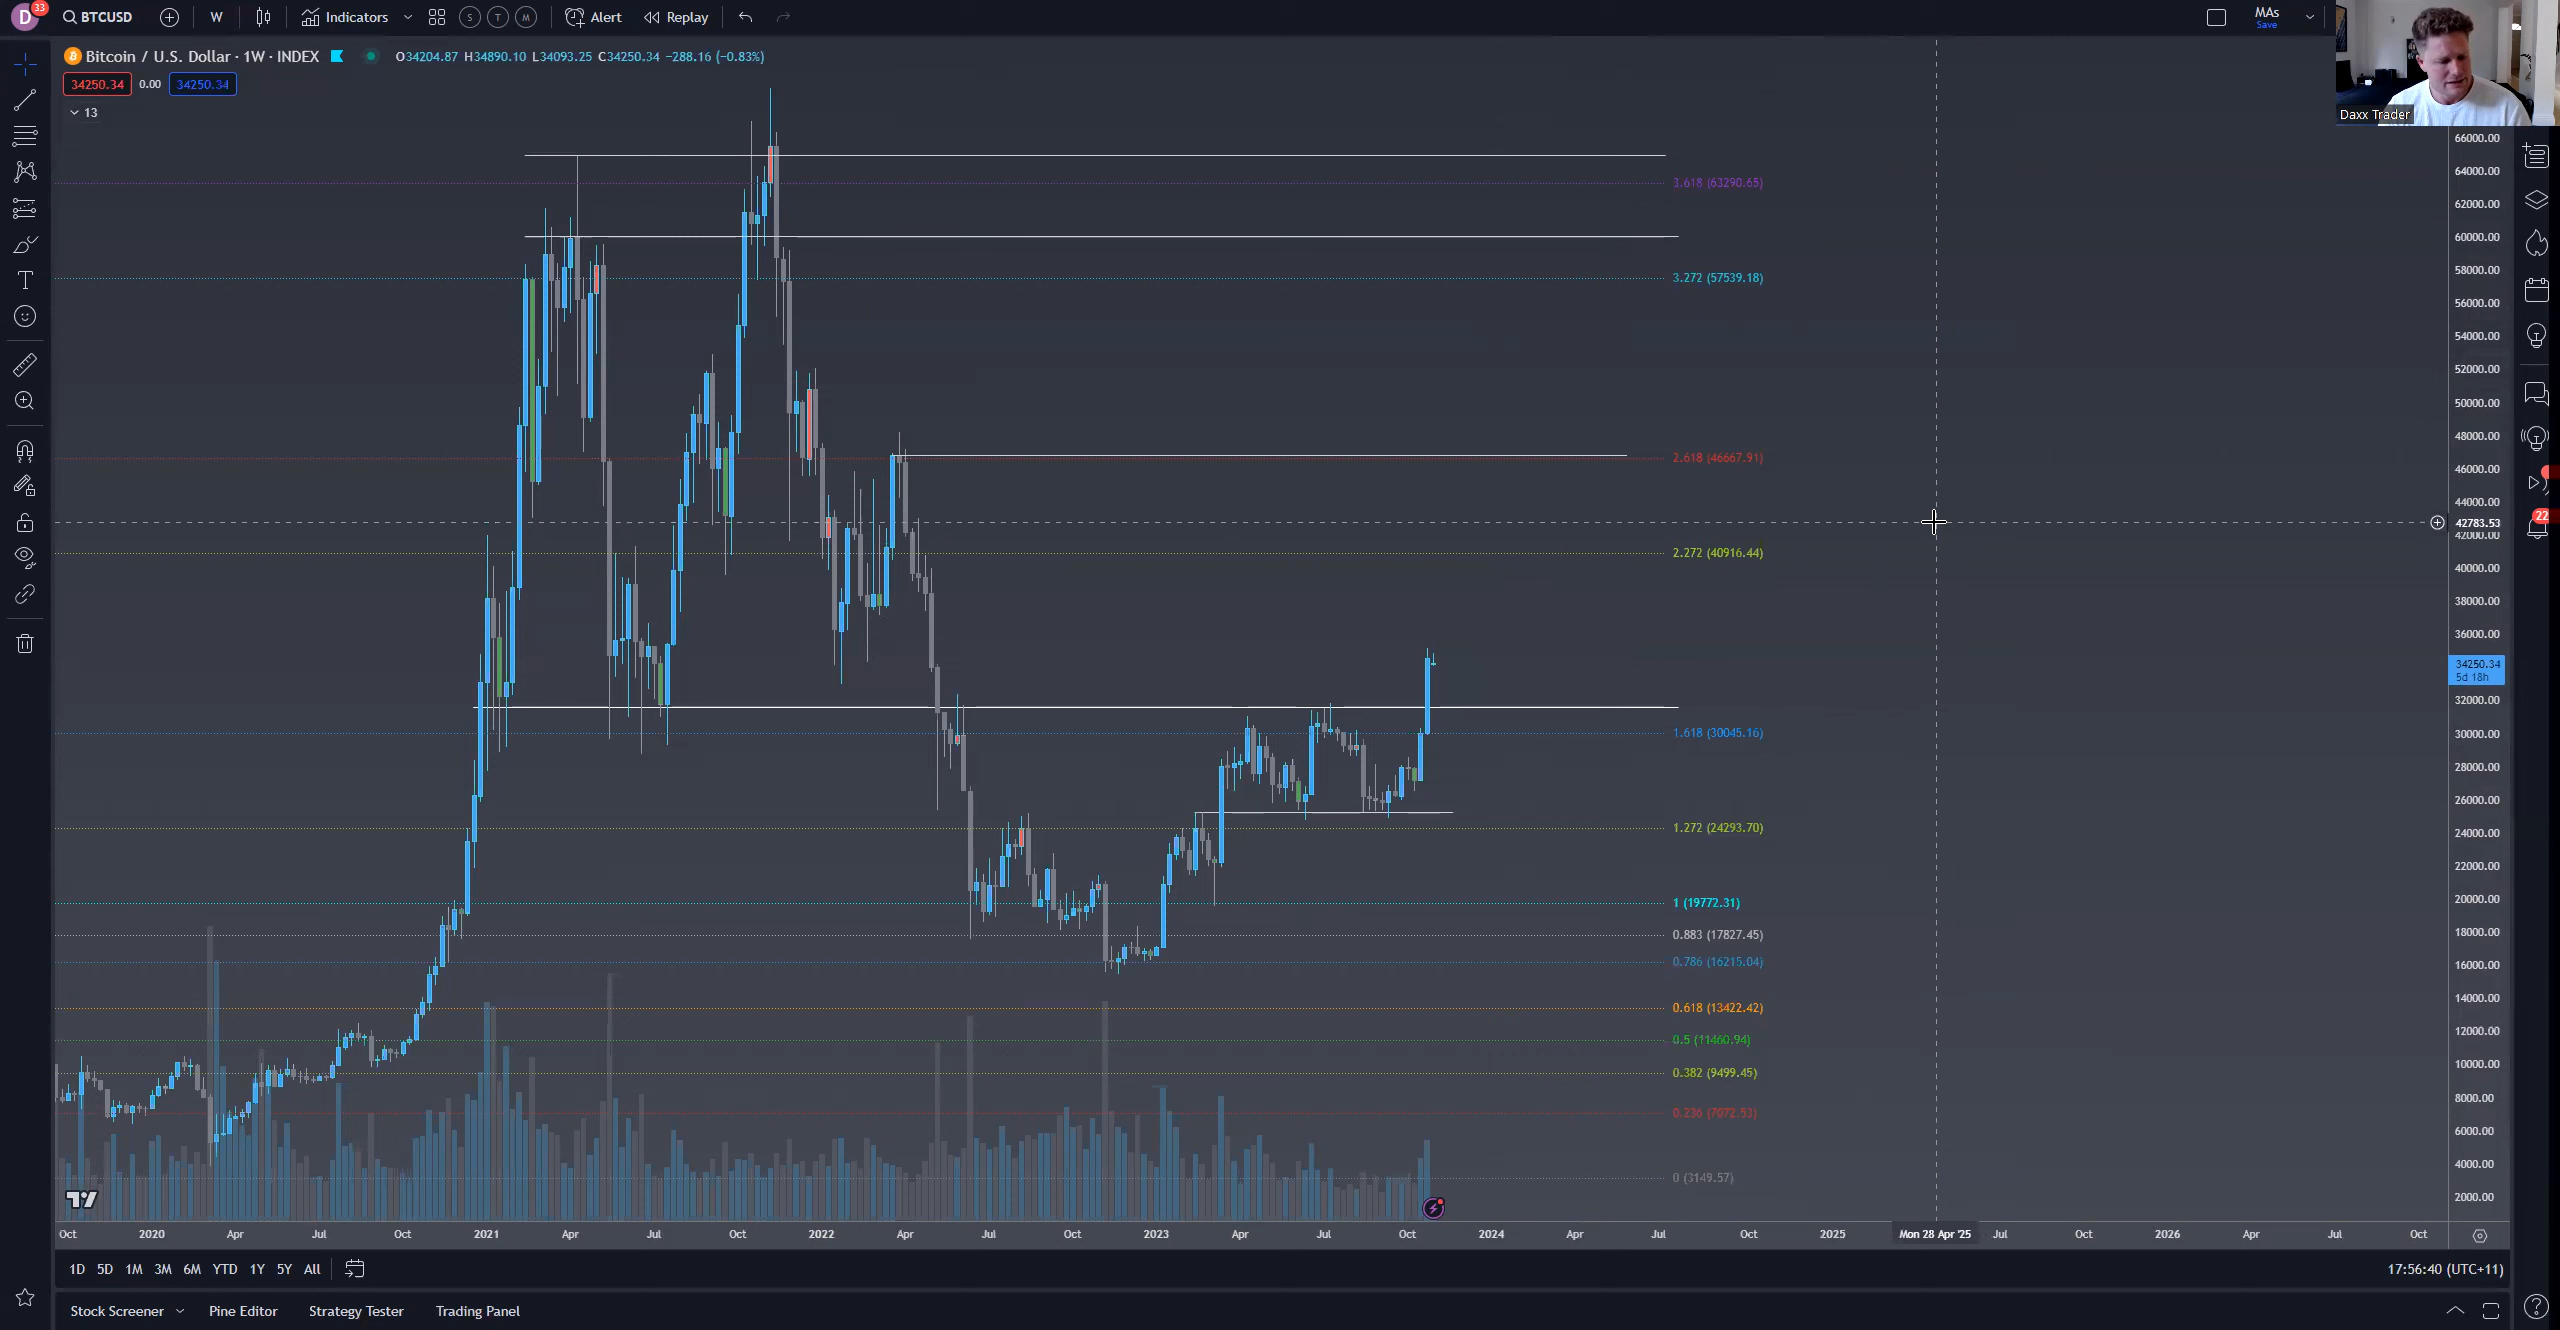 D
33
BTCUSD
W
Indicators
S
T
M
Alert
Replay
MAs
Save
Bitcoin / U.S. Dollar · 1W · INDEX
O34204.87 H34890.10 L34093.25 C34250.34 −288.16 (−0.83%)
34250.34 0.00 34250.34
13
Daxx Trader
66000.00
64000.00
62000.00
60000.00
58000.00
56000.00
54000.00
52000.00
50000.00
48000.00
46000.00
44000.00
42783.53
42000.00
40000.00
38000.00
36000.00
34250.34
5d 18h
32000.00
30000.00
28000.00
26000.00
24000.00
22000.00
20000.00
18000.00
16000.00
14000.00
12000.00
10000.00
8000.00
6000.00
4000.00
2000.00
3.618 (63290.65)
3.272 (57539.18)
2.618 (46667.91)
2.272 (40916.44)
1.618 (30045.16)
1.272 (24293.70)
1 (19772.31)
0.883 (17827.45)
0.786 (16215.04)
0.618 (13422.42)
0.5 (11460.94)
0.382 (9499.45)
0.236 (7072.53)
0 (3149.57)
22
Oct 2020 Apr Jul Oct 2021 Apr Jul Oct 2022 Apr Jul Oct 2023 Apr Jul Oct 2024 Apr Jul Oct 2025 Mon 28 Apr '25 Jul Oct 2026 Apr Jul Oct
1D 5D 1M 3M 6M YTD 1Y 5Y All
17:56:40 (UTC+11)
Stock Screener Pine Editor Strategy Tester Trading Panel